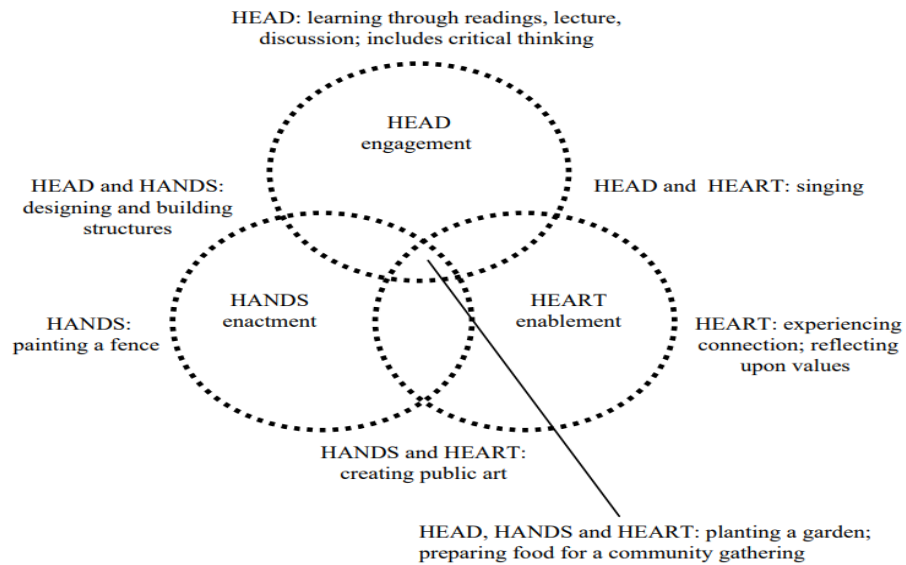 HEAD: learning through readings, lecture,
discussion; includes critical thinking
HEAD
engagement
HEAD and HANDS:
designing and building
structures
HEAD and HEART: singing
HANDS
enactment
HEART
enablement
HANDS:
painting a fence
HEART: experiencing
connection; reflecting
upon values
HANDS and HEART:
creating public art
HEAD, HANDS and HEART: planting a garden;
preparing food for a community gathering